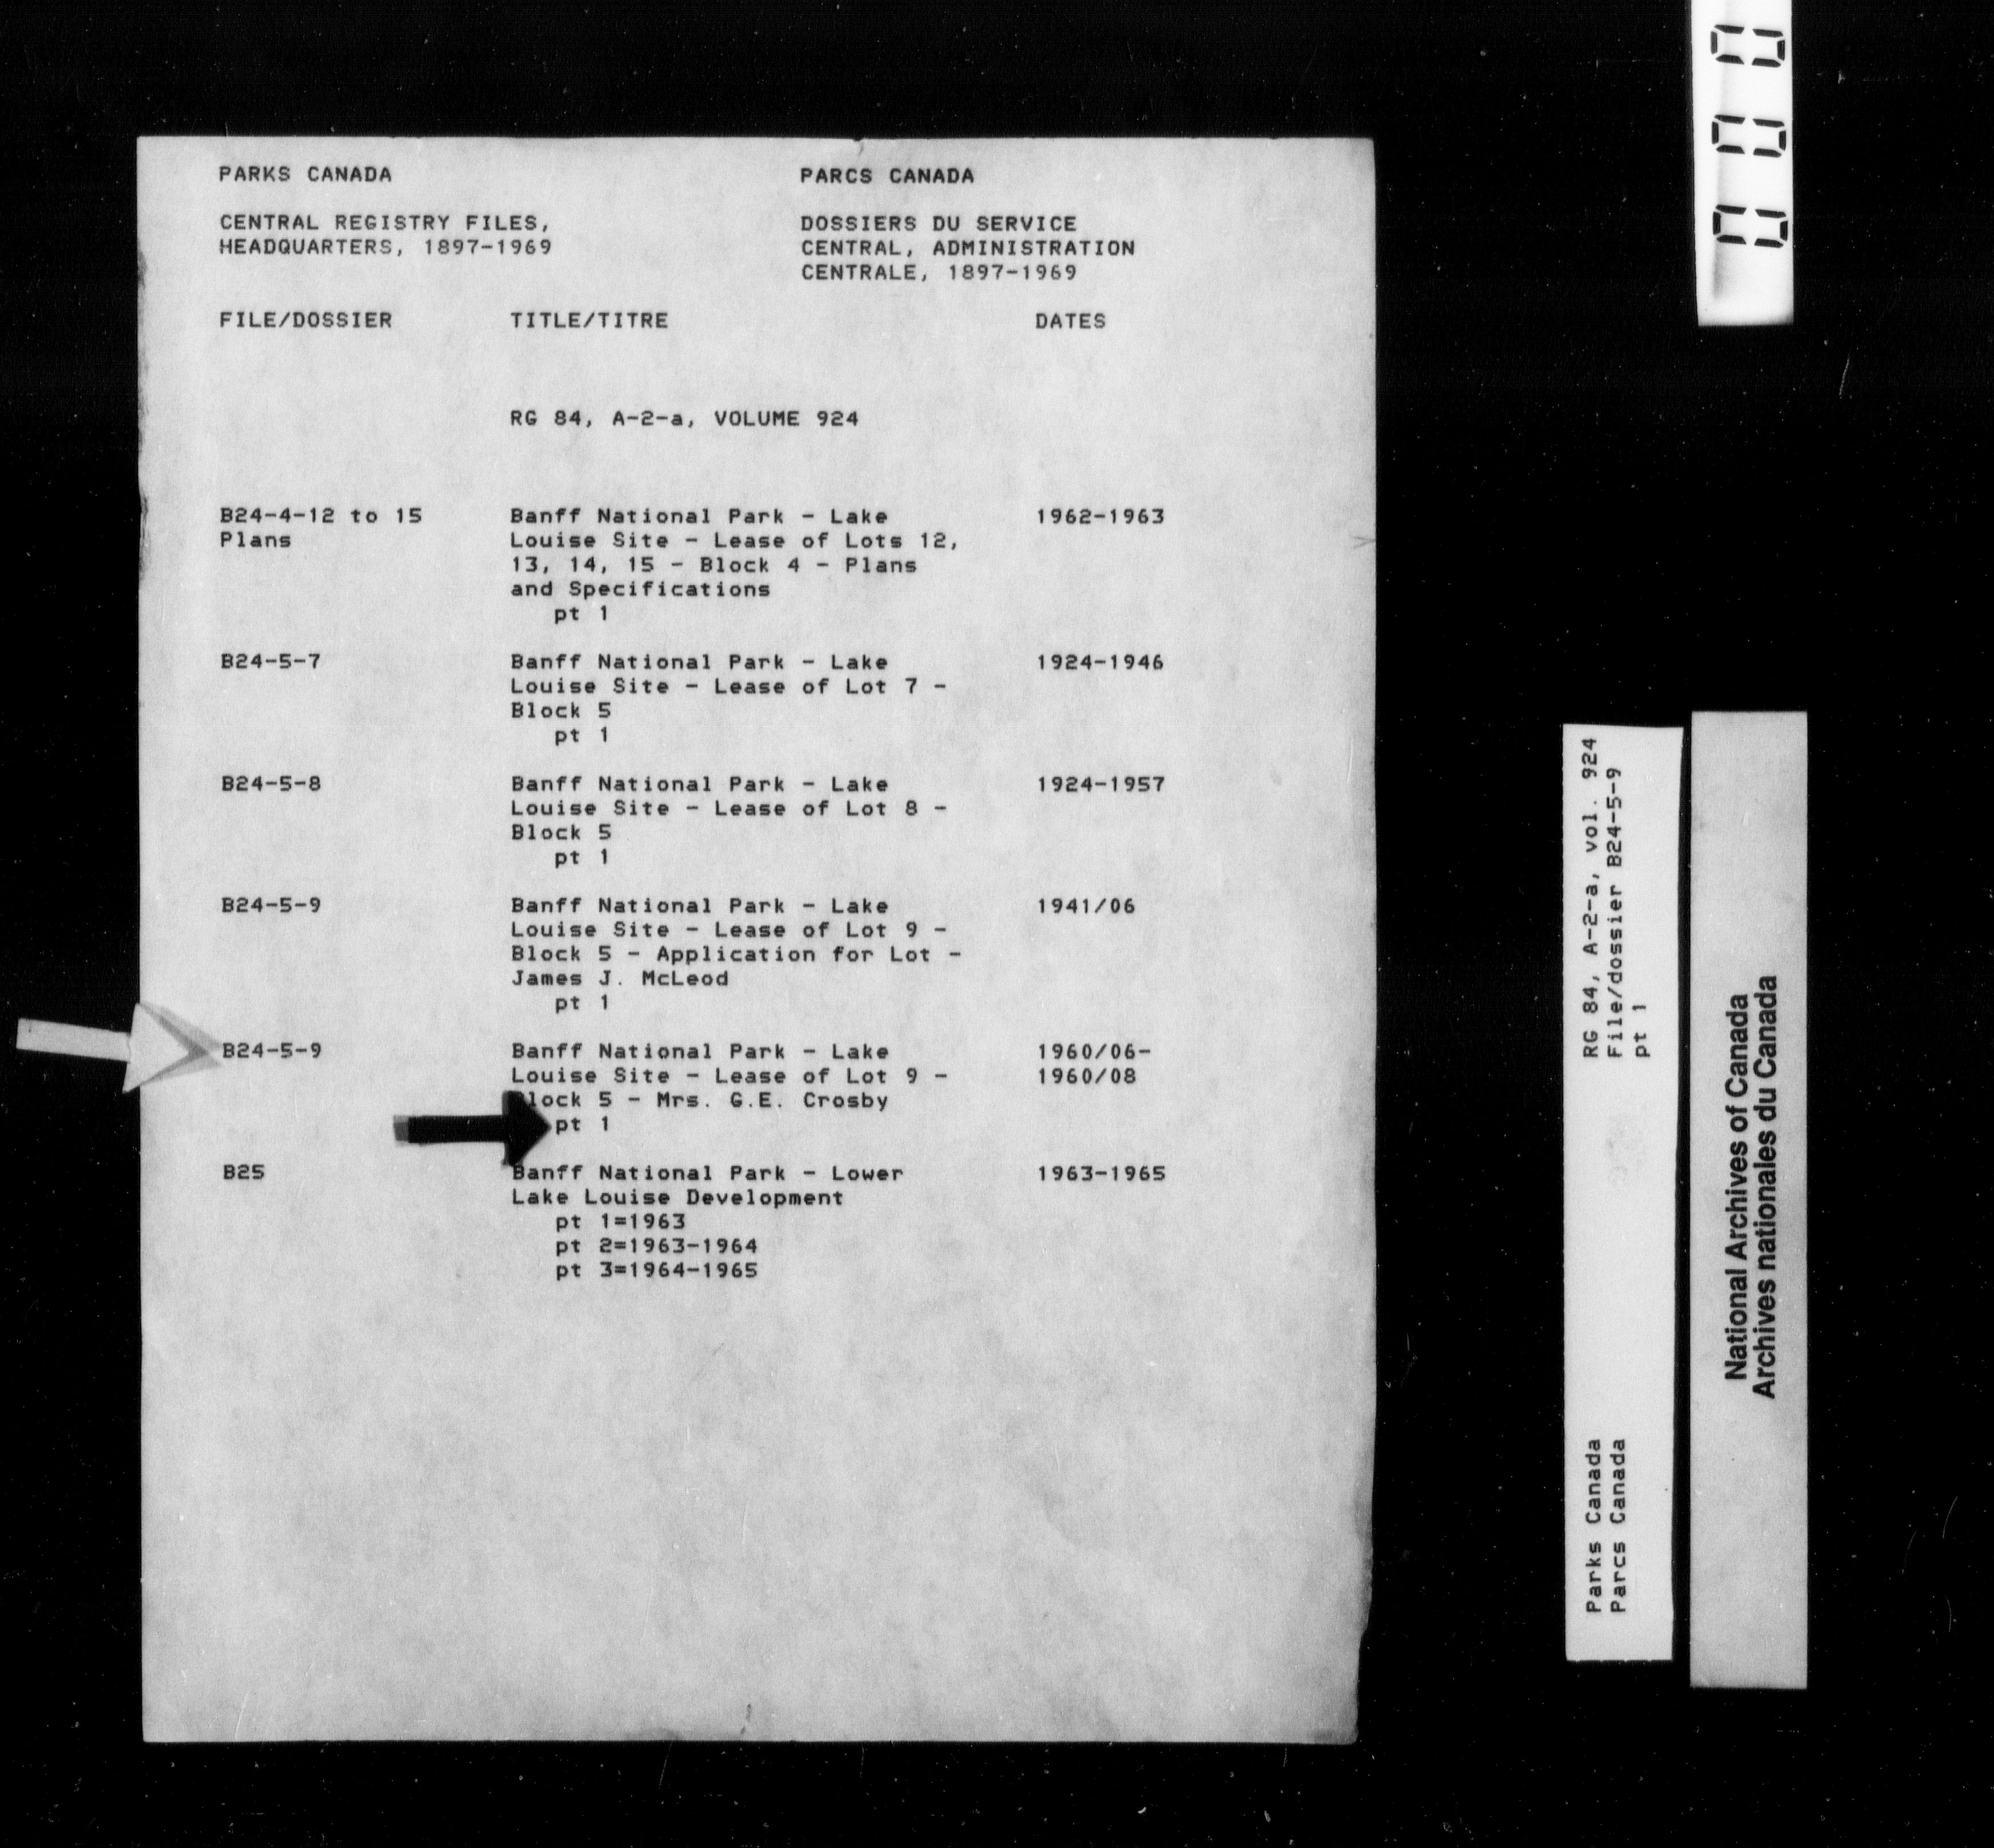 PARKS CANADA
PARCS CANADA
CENTRAL REGISTRY FILES,
HEADQUARTERS, 1897-1969
DOSSIERS DU SERVICE
CENTRAL, ADMINISTRATION
CENTRALE, 1897-1969
FILE/DOSSIER TITLE/TITRE DATES
RG 84, A-2-a, VOLUME 924
B24-4-12 to 15 Banff National Park - Lake 1962-1963
Plans Louise Site - Lease of Lots 12,
13, 14, 15 - Block 4 - Plans
and Specifications
pt 1
B24-5-7 Banff National Park - Lake 1924-1946
Louise Site - Lease of Lot 7 -
Block 5
pt 1
B24-5-8 Banff National Park - Lake 1924-1957
Louise Site - Lease of Lot 8 -
Block 5
pt 1
B24-5-9 Banff National Park - Lake 1941/06
Louise Site - Lease of Lot 9 -
Block 5 - Application for Lot -
James J. McLeod
pt 1
B24-5-9 Banff National Park - Lake 1960/06-
Louise Site - Lease of Lot 9 - 1960/08
Block 5 - Mrs. G.E. Crosby
pt 1
B25 Banff National Park - Lower 1963-1965
Lake Louise Development
pt 1=1963
pt 2=1963-1964
pt 3=1964-1965
000
RG 84, A-2-a, vol. 924
File/dossier B24-5-9
pt 1
Parks Canada
Parcs Canada
National Archives of Canada
Archives nationales du Canada